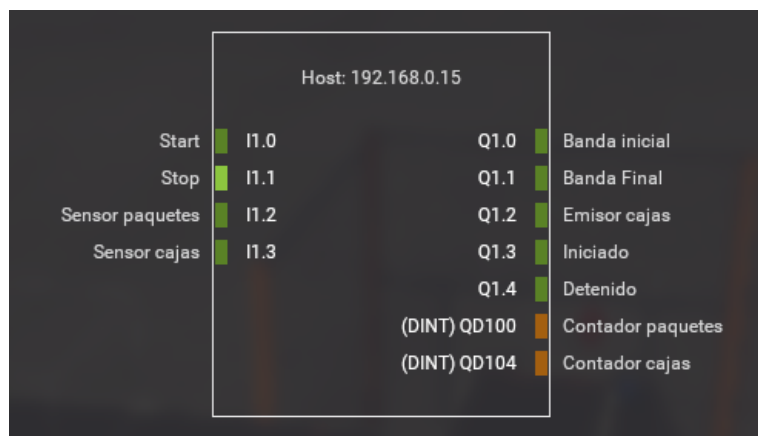 Host: 192.168.0.15
Start I1.0 Q1.0 Banda inicial
Stop I1.1 Q1.1 Banda Final
Sensor paquetes I1.2 Q1.2 Emisor cajas
Sensor cajas I1.3 Q1.3 Iniciado
Q1.4 Detenido
(DINT) QD100 Contador paquetes
(DINT) QD104 Contador cajas